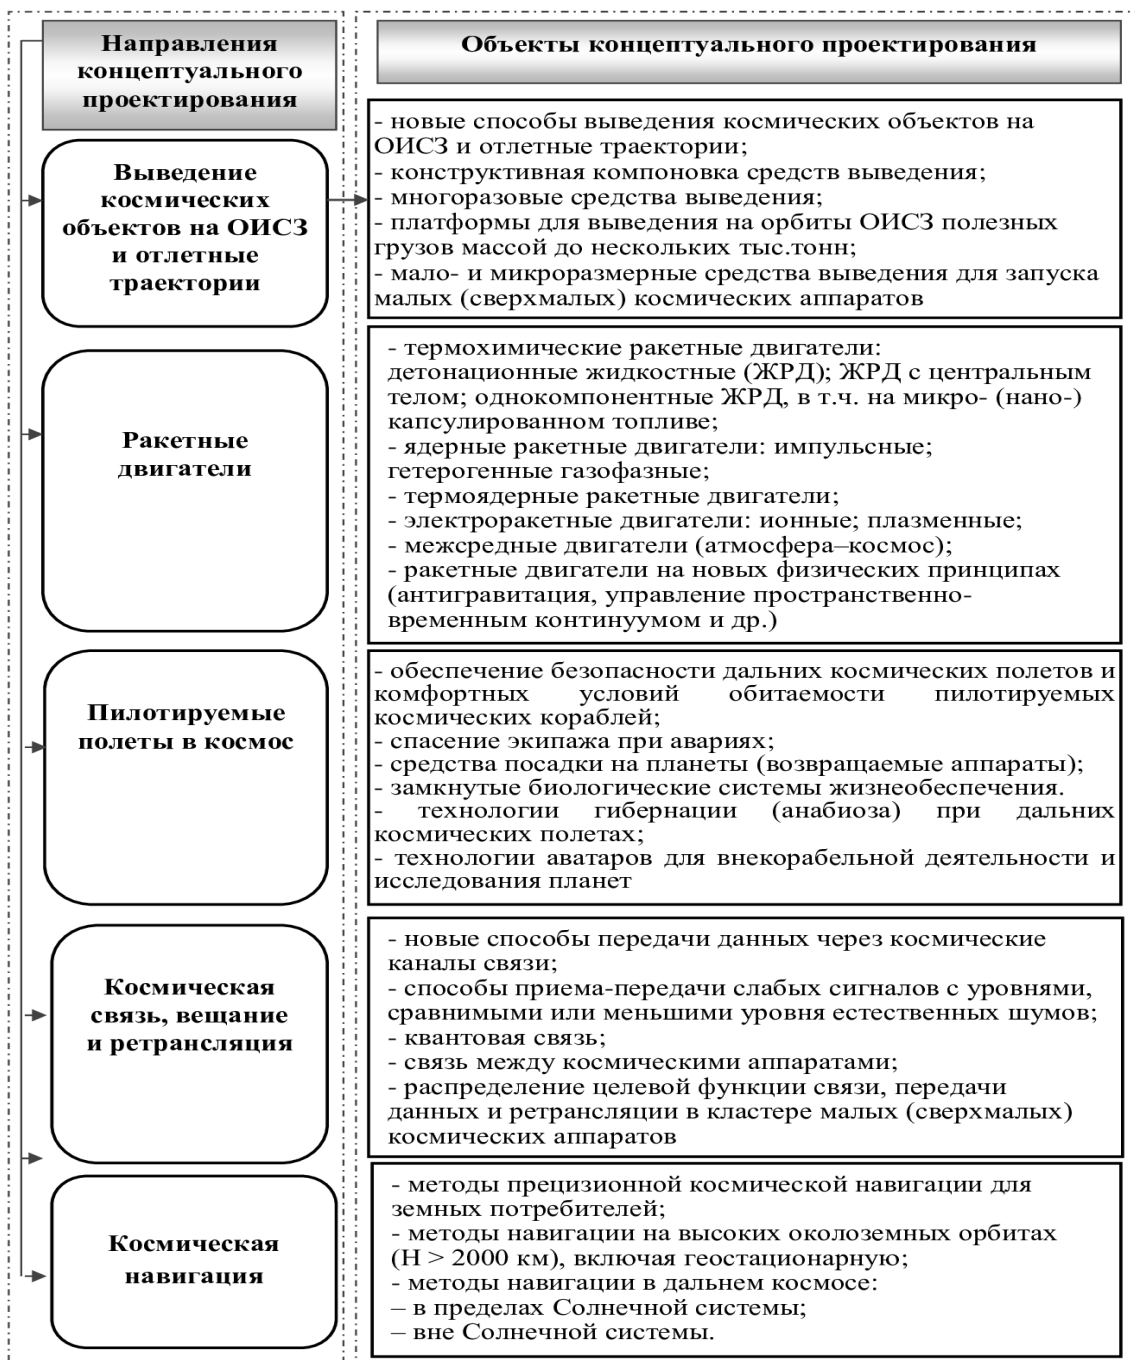 Направления
концептуального
проектирования
Объекты концептуального проектирования
Выведение
космических
объектов на ОИСЗ
и отлетные
траектории
- новые способы выведения космических объектов на
ОИСЗ и отлетные траектории;
- конструктивная компоновка средств выведения;
- многоразовые средства выведения;
- платформы для выведения на орбиты ОИСЗ полезных
грузов массой до нескольких тыс.тонн;
- мало- и микроразмерные средства выведения для запуска
малых (сверхмалых) космических аппаратов
Ракетные
двигатели
- термохимические ракетные двигатели:
детонационные жидкостные (ЖРД); ЖРД с центральным
телом; однокомпонентные ЖРД, в т.ч. на микро- (нано-)
капсулированном топливе;
- ядерные ракетные двигатели: импульсные;
гетерогенные газофазные;
- термоядерные ракетные двигатели;
- электроракетные двигатели: ионные; плазменные;
- межсредные двигатели (атмосфера–космос);
- ракетные двигатели на новых физических принципах
(антигравитация, управление пространственно-
временным континуумом и др.)
Пилотируемые
полеты в космос
- обеспечение безопасности дальних космических полетов и
комфортных условий обитаемости пилотируемых
космических кораблей;
- спасение экипажа при авариях;
- средства посадки на планеты (возвращаемые аппараты);
- замкнутые биологические системы жизнеобеспечения.
- технологии гибернации (анабиоза) при дальних
космических полетах;
- технологии аватаров для внекорабельной деятельности и
исследования планет
Космическая
связь, вещание
и ретрансляция
- новые способы передачи данных через космические
каналы связи;
- способы приема-передачи слабых сигналов с уровнями,
сравнимыми или меньшими уровня естественных шумов;
- квантовая связь;
- связь между космическими аппаратами;
- распределение целевой функции связи, передачи
данных и ретрансляции в кластере малых (сверхмалых)
космических аппаратов
Космическая
навигация
- методы прецизионной космической навигации для
земных потребителей;
- методы навигации на высоких околоземных орбитах
(Н > 2000 км), включая геостационарную;
- методы навигации в дальнем космосе:
– в пределах Солнечной системы;
– вне Солнечной системы.